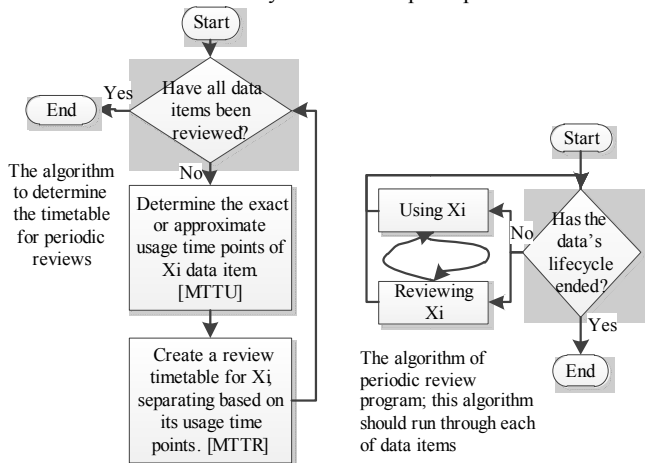 Start
Have all data
items been
reviewed?
Yes
End
No
The algorithm
to determine
the timetable
for periodic
reviews
Determine the exact
or approximate
usage time points of
Xi data item.
[MTTU]
Create a review
timetable for Xi,
separating based on
its usage time
points. [MTTR]
Start
Using Xi
Reviewing
Xi
No
Has the
data's
lifecycle
ended?
Yes
End
The algorithm of
periodic review
program; this algorithm
should run through each
of data items